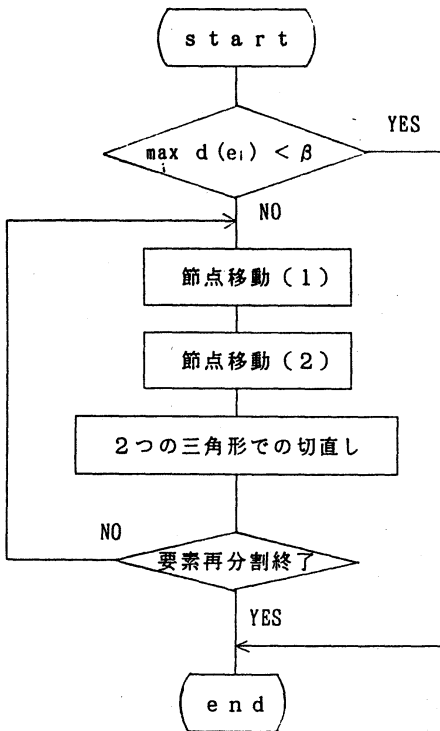 start
YES
max d(ei) < β
i
NO
節点移動(1)
節点移動(2)
2つの三角形での切直し
NO
要素再分割終了
YES
end